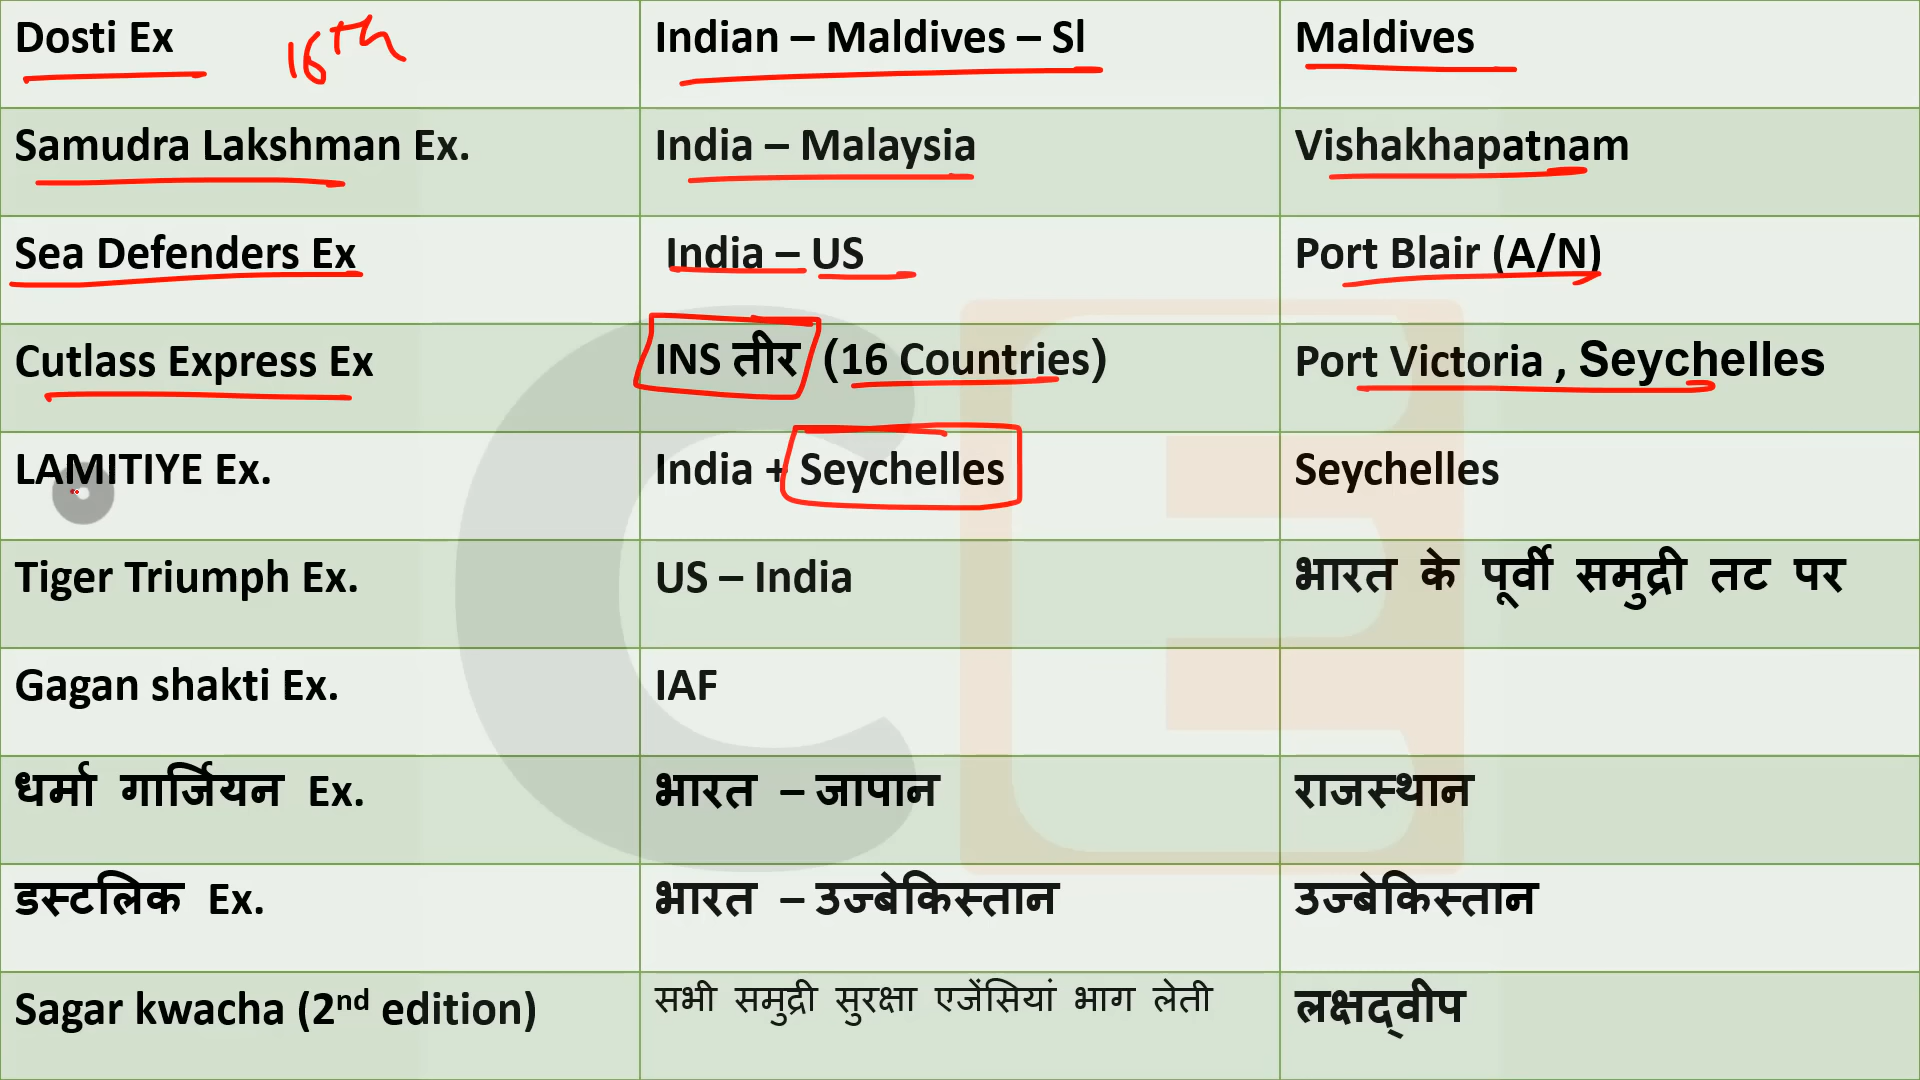 Dosti Ex 16th Indian – Maldives – Sl Maldives
Samudra Lakshman Ex. India – Malaysia Vishakhapatnam
Sea Defenders Ex India – US Port Blair (A/N)
Cutlass Express Ex INS तीर (16 Countries) Port Victoria , Seychelles
LAMITIYE Ex. India + Seychelles Seychelles
Tiger Triumph Ex. US – India भारत के पूर्वी समुद्री तट पर
Gagan shakti Ex. IAF
धर्मा गार्जियन Ex. भारत – जापान राजस्थान
डस्टलिक Ex. भारत – उज्बेकिस्तान उज्बेकिस्तान
Sagar kwacha (2nd edition) सभी समुद्री सुरक्षा एजेंसियां भाग लेती लक्षद्वीप